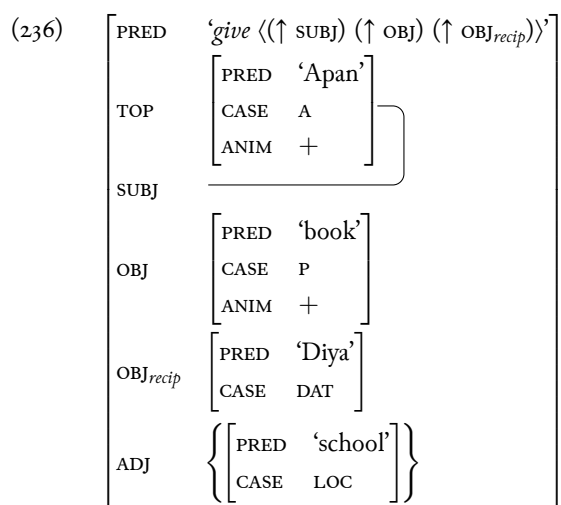 (236) PRED ‘give ⟨(↑ SUBJ) (↑ OBJ) (↑ OBJrecip)⟩’
PRED ‘Apan’
TOP CASE A
ANIM +
SUBJ
PRED ‘book’
OBJ CASE P
ANIM +
OBJrecip PRED ‘Diya’
CASE DAT
ADJ PRED ‘school’
CASE LOC